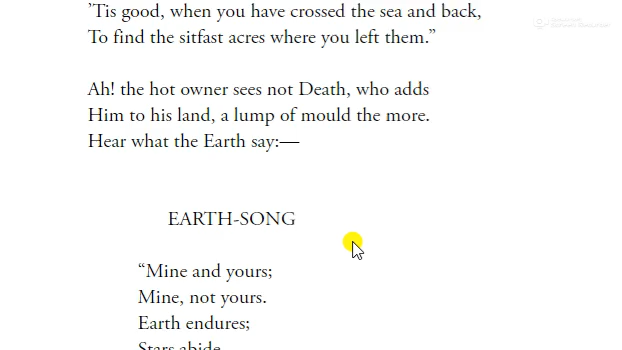 ’Tis good, when you have crossed the sea and back,
To find the sitfast acres where you left them.”
Ah! the hot owner sees not Death, who adds
Him to his land, a lump of mould the more.
Hear what the Earth say:—
EARTH-SONG
“Mine and yours;
Mine, not yours.
Earth endures;
Stars abide